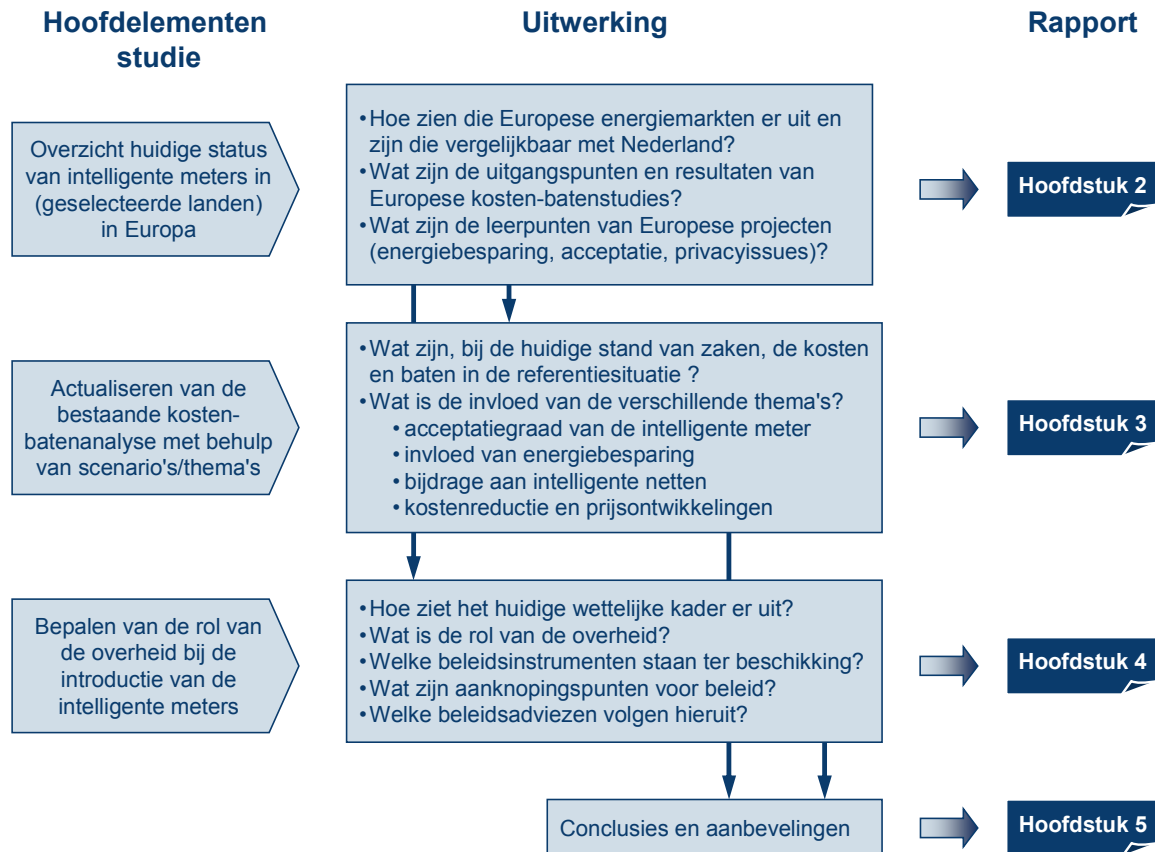 Hoofdelementen
studie
Uitwerking
Rapport
Overzicht huidige status
van intelligente meters in
(geselecteerde landen)
in Europa
•Hoe zien die Europese energiemarkten er uit en
zijn die vergelijkbaar met Nederland?
•Wat zijn de uitgangspunten en resultaten van
Europese kosten-batenstudies?
•Wat zijn de leerpunten van Europese projecten
(energiebesparing, acceptatie, privacyissues)?
Hoofdstuk 2
Actualiseren van de
bestaande kosten-
batenanalyse met behulp
van scenario's/thema's
•Wat zijn, bij de huidige stand van zaken, de kosten
en baten in de referentiesituatie ?
•Wat is de invloed van de verschillende thema's?
•acceptatiegraad van de intelligente meter
•invloed van energiebesparing
•bijdrage aan intelligente netten
•kostenreductie en prijsontwikkelingen
Hoofdstuk 3
Bepalen van de rol van
de overheid bij de
introductie van de
intelligente meters
•Hoe ziet het huidige wettelijke kader er uit?
•Wat is de rol van de overheid?
•Welke beleidsinstrumenten staan ter beschikking?
•Wat zijn aanknopingspunten voor beleid?
•Welke beleidsadviezen volgen hieruit?
Hoofdstuk 4
Conclusies en aanbevelingen
Hoofdstuk 5